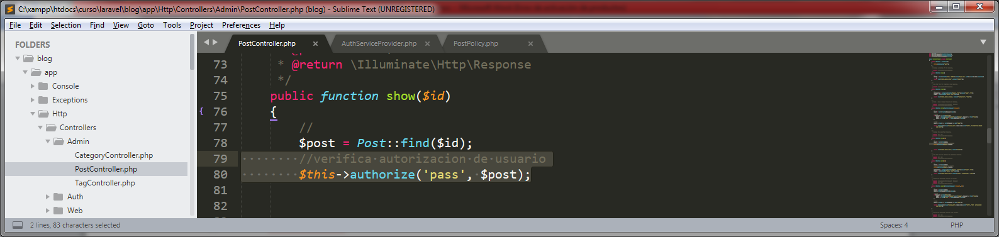 C:\xampp\htdocs\curso\laravel\blog\app\Http\Controllers\Admin\PostController.php (blog) - Sublime Text (UNREGISTERED)
File Edit Selection Find View Goto Tools Project Preferences Help
FOLDERS
blog
app
Console
Exceptions
Http
Controllers
Admin
CategoryController.php
PostController.php
TagController.php
Auth
Web
PostController.php × AuthServiceProvider.php × PostPolicy.php ×
73 * @return \Illuminate\Http\Response
74 */
75 public function show($id)
{ 76 {
77 //
78 $post = Post::find($id);
79 //verifica autorizacion de usuario
80 $this->authorize('pass', $post);
81
82
2 lines, 83 characters selected Spaces: 4 PHP